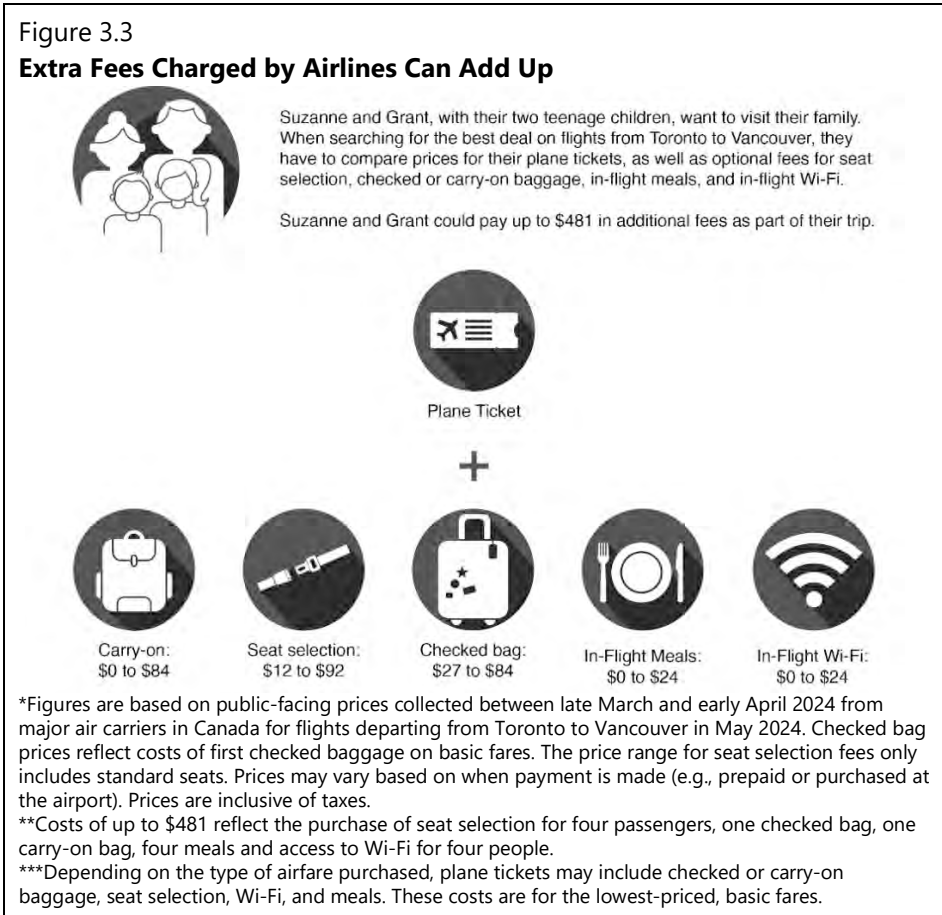 Figure 3.3
Extra Fees Charged by Airlines Can Add Up
Suzanne and Grant, with their two teenage children, want to visit their family.
When searching for the best deal on flights from Toronto to Vancouver, they
have to compare prices for their plane tickets, as well as optional fees for seat
selection, checked or carry-on baggage, in-flight meals, and in-flight Wi-Fi.
Suzanne and Grant could pay up to $481 in additional fees as part of their trip.
Plane Ticket
+
Carry-on:
$0 to $84
Seat selection:
$12 to $92
Checked bag:
$27 to $84
In-Flight Meals:
$0 to $24
In-Flight Wi-Fi:
$0 to $24
*Figures are based on public-facing prices collected between late March and early April 2024 from
major air carriers in Canada for flights departing from Toronto to Vancouver in May 2024. Checked bag
prices reflect costs of first checked baggage on basic fares. The price range for seat selection fees only
includes standard seats. Prices may vary based on when payment is made (e.g., prepaid or purchased at
the airport). Prices are inclusive of taxes.
**Costs of up to $481 reflect the purchase of seat selection for four passengers, one checked bag, one
carry-on bag, four meals and access to Wi-Fi for four people.
***Depending on the type of airfare purchased, plane tickets may include checked or carry-on
baggage, seat selection, Wi-Fi, and meals. These costs are for the lowest-priced, basic fares.